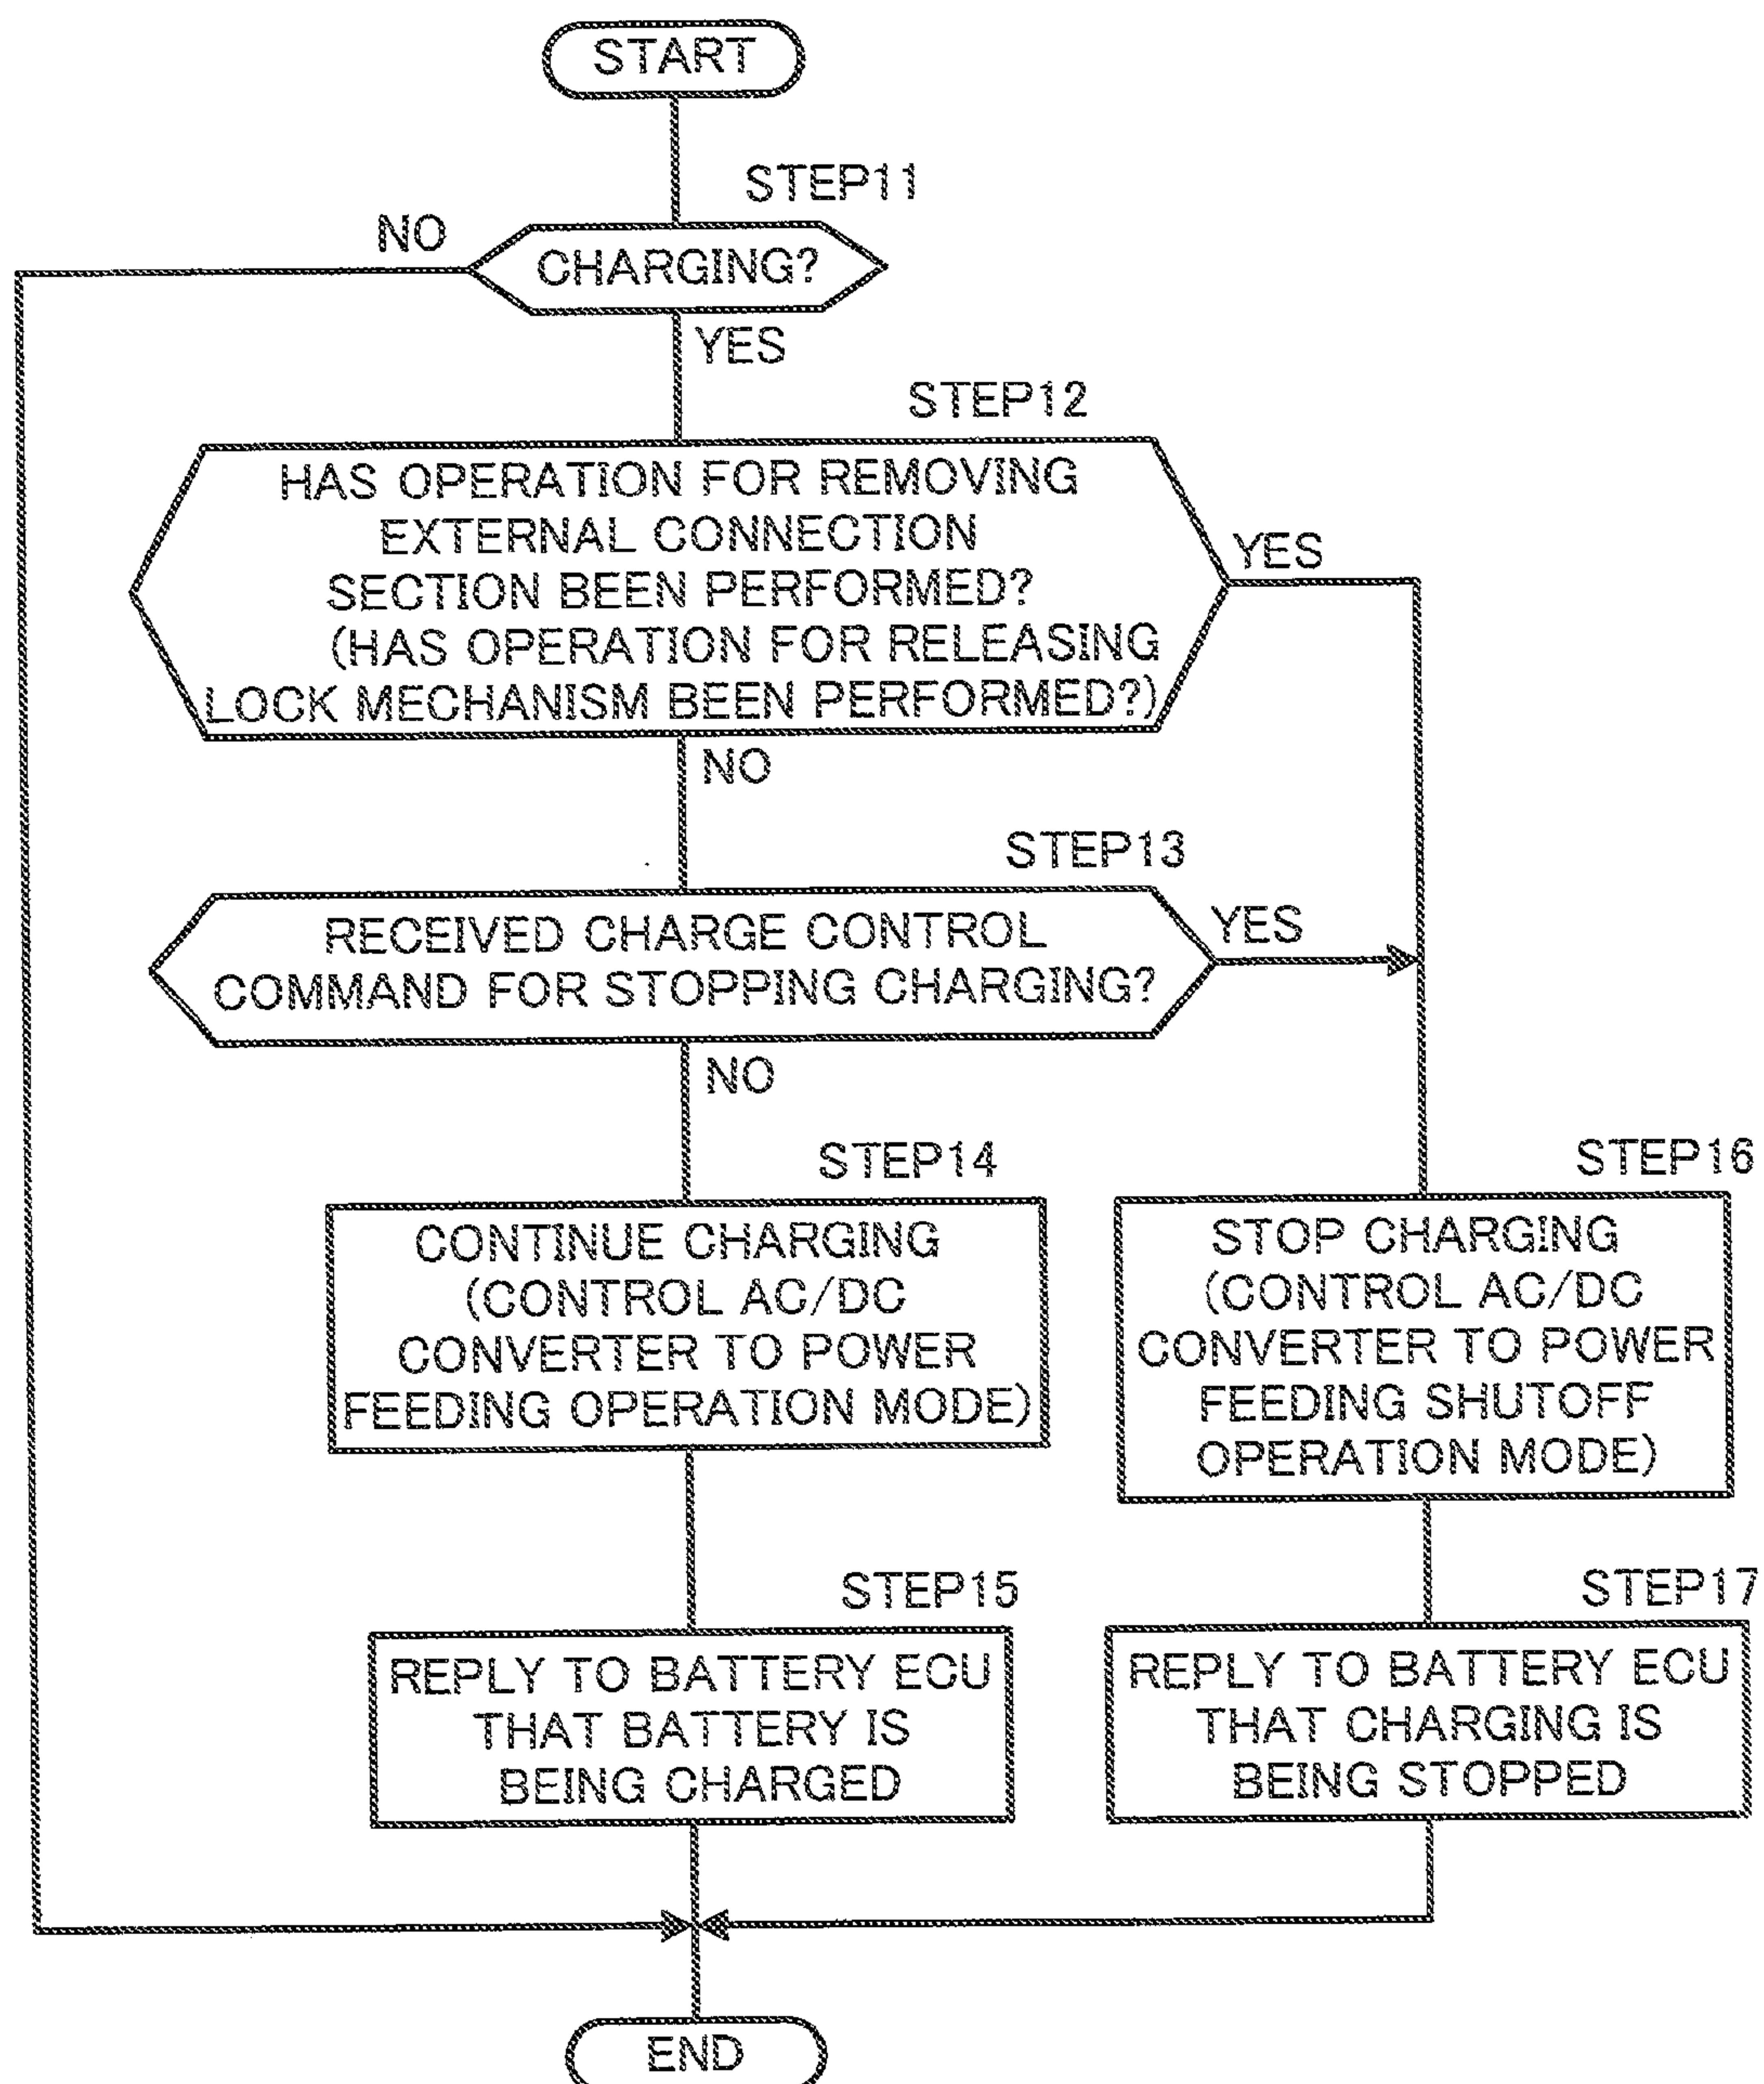 START
STEP11
NO
CHARGING?
YES
STEP12
HAS OPERATION FOR REMOVING
EXTERNAL CONNECTION
SECTION BEEN PERFORMED?
(HAS OPERATION FOR RELEASING
LOCK MECHANISM BEEN PERFORMED?)
YES
NO
STEP13
RECEIVED CHARGE CONTROL
COMMAND FOR STOPPING CHARGING?
YES
NO
STEP14
CONTINUE CHARGING
(CONTROL AC/DC
CONVERTER TO POWER
FEEDING OPERATION MODE)
STEP16
STOP CHARGING
(CONTROL AC/DC
CONVERTER TO POWER
FEEDING SHUTOFF
OPERATION MODE)
STEP15
REPLY TO BATTERY ECU
THAT BATTERY IS
BEING CHARGED
STEP17
REPLY TO BATTERY ECU
THAT CHARGING IS
BEING STOPPED
END